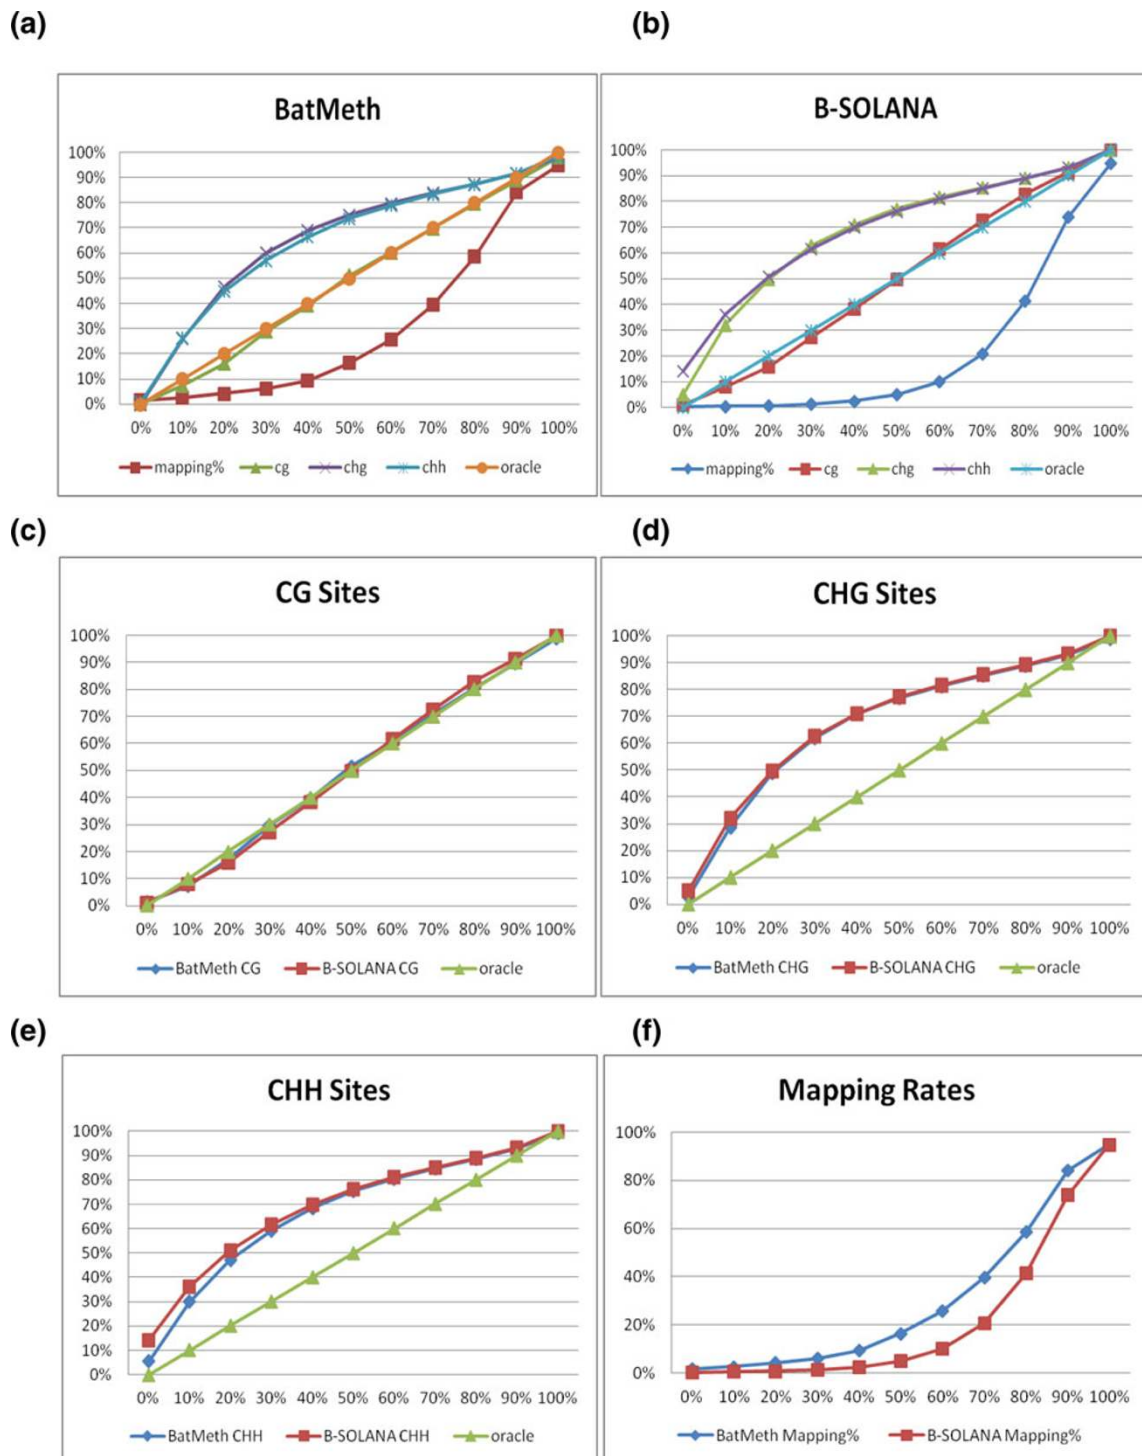 (a)
(b)
BatMeth
100%
90%
80%
70%
60%
50%
40%
30%
20%
10%
0%
0% 10% 20% 30% 40% 50% 60% 70% 80% 90% 100%
mapping% cg chg chh oracle
B-SOLANA
100%
90%
80%
70%
60%
50%
40%
30%
20%
10%
0%
0% 10% 20% 30% 40% 50% 60% 70% 80% 90% 100%
mapping% cg chg chh oracle
(c)
(d)
CG Sites
100%
90%
80%
70%
60%
50%
40%
30%
20%
10%
0%
0% 10% 20% 30% 40% 50% 60% 70% 80% 90% 100%
BatMeth CG B-SOLANA CG oracle
CHG Sites
100%
90%
80%
70%
60%
50%
40%
30%
20%
10%
0%
0% 10% 20% 30% 40% 50% 60% 70% 80% 90% 100%
BatMeth CHG B-SOLANA CHG oracle
(e)
(f)
CHH Sites
100%
90%
80%
70%
60%
50%
40%
30%
20%
10%
0%
0% 10% 20% 30% 40% 50% 60% 70% 80% 90% 100%
BatMeth CHH B-SOLANA CHH oracle
Mapping Rates
100%
80%
60%
40%
20%
0%
0% 10% 20% 30% 40% 50% 60% 70% 80% 90% 100%
BatMeth Mapping% B-SOLANA Mapping%